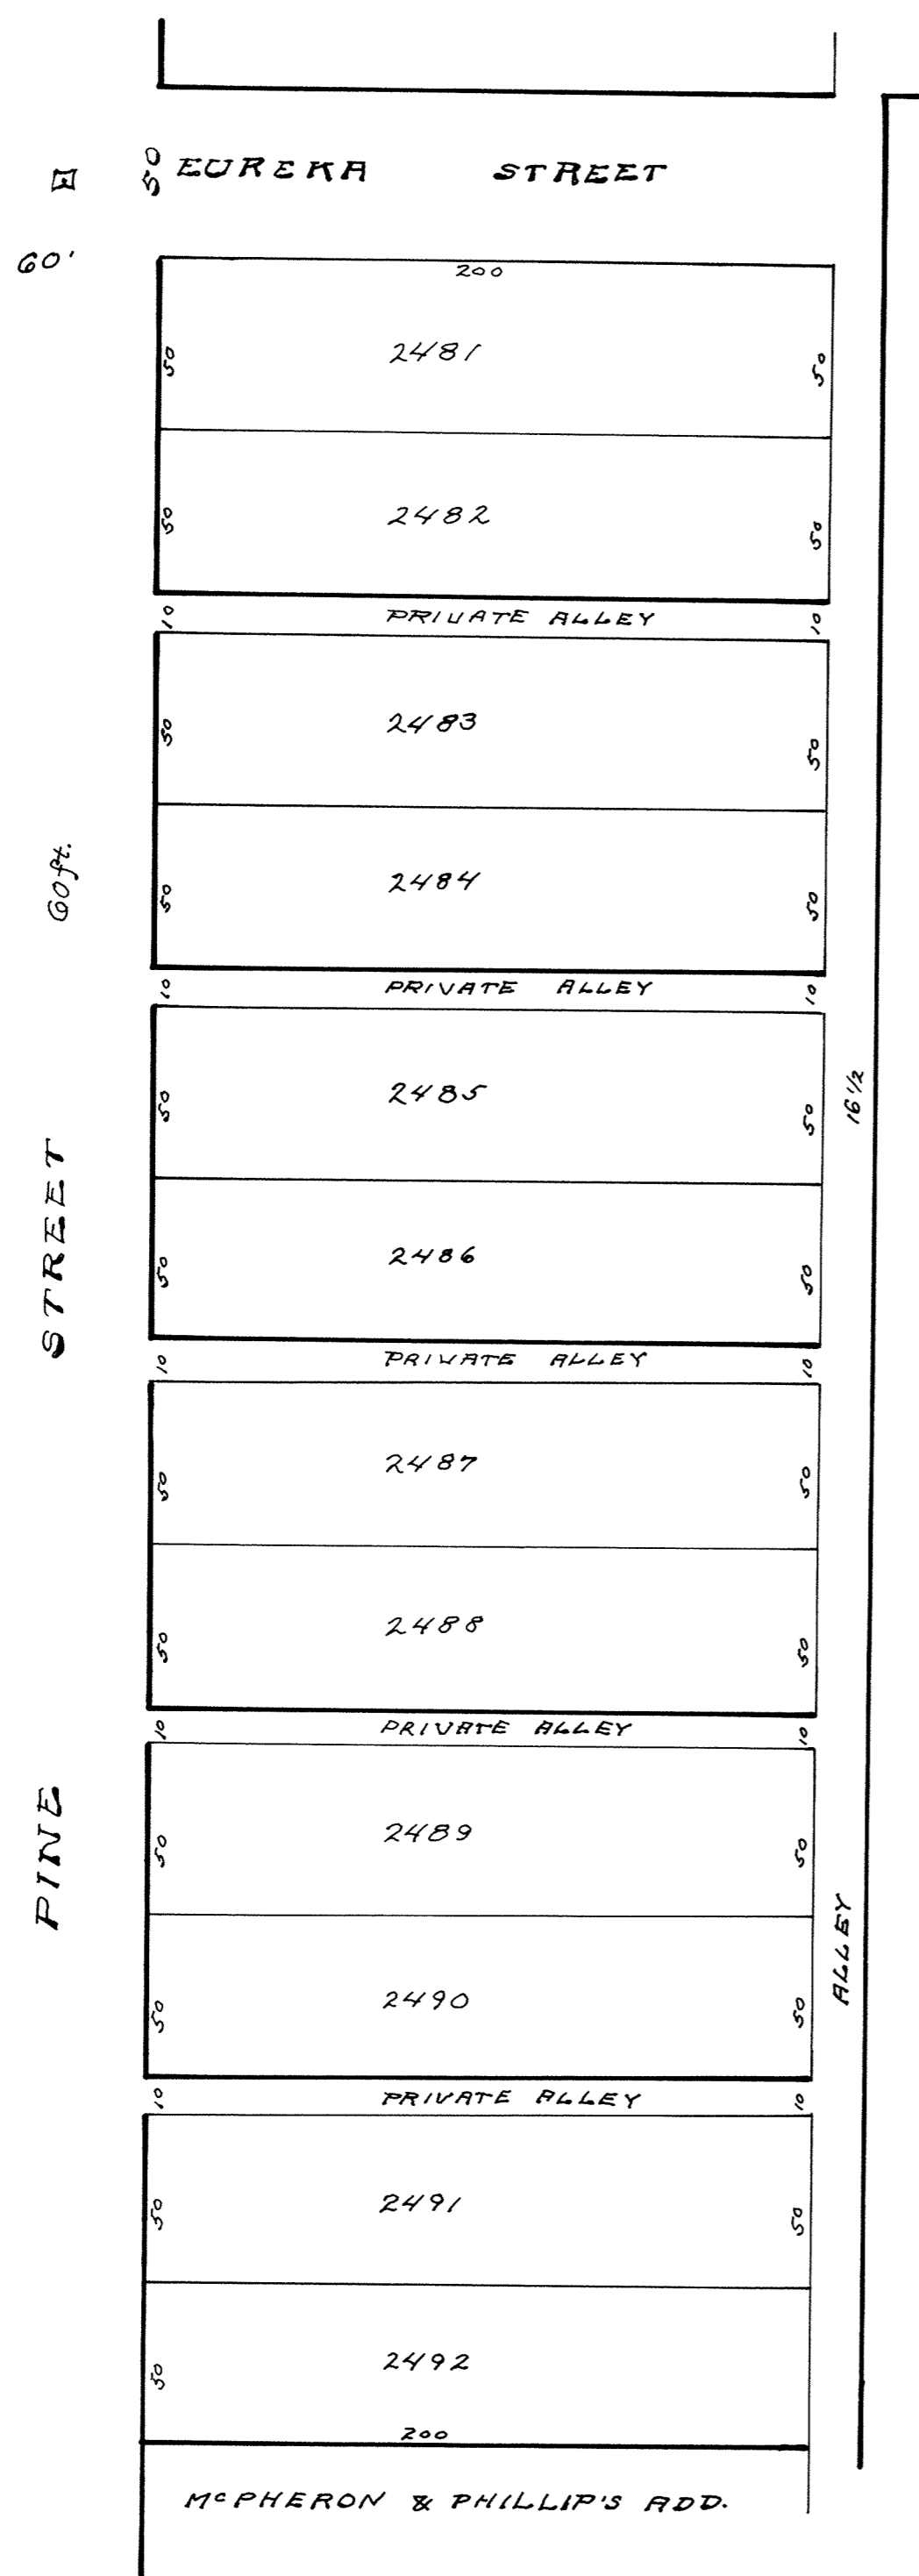 E
50 EUREKA STREET
60'
200
50 2481 50
50 2482 50
10 PRIVATE ALLEY 10
50 2483 50
60ft.
50 2484 50
10 PRIVATE ALLEY 10
50 2485 50
16 1/2
STREET
50 2486 50
10 PRIVATE ALLEY 10
50 2487 50
50 2488 50
10 PRIVATE ALLEY 10
PINE
50 2489 50
ALLEY
50 2490 50
10 PRIVATE ALLEY 10
50 2491 50
50 2492
200
McPHERON & PHILLIP'S ADD.